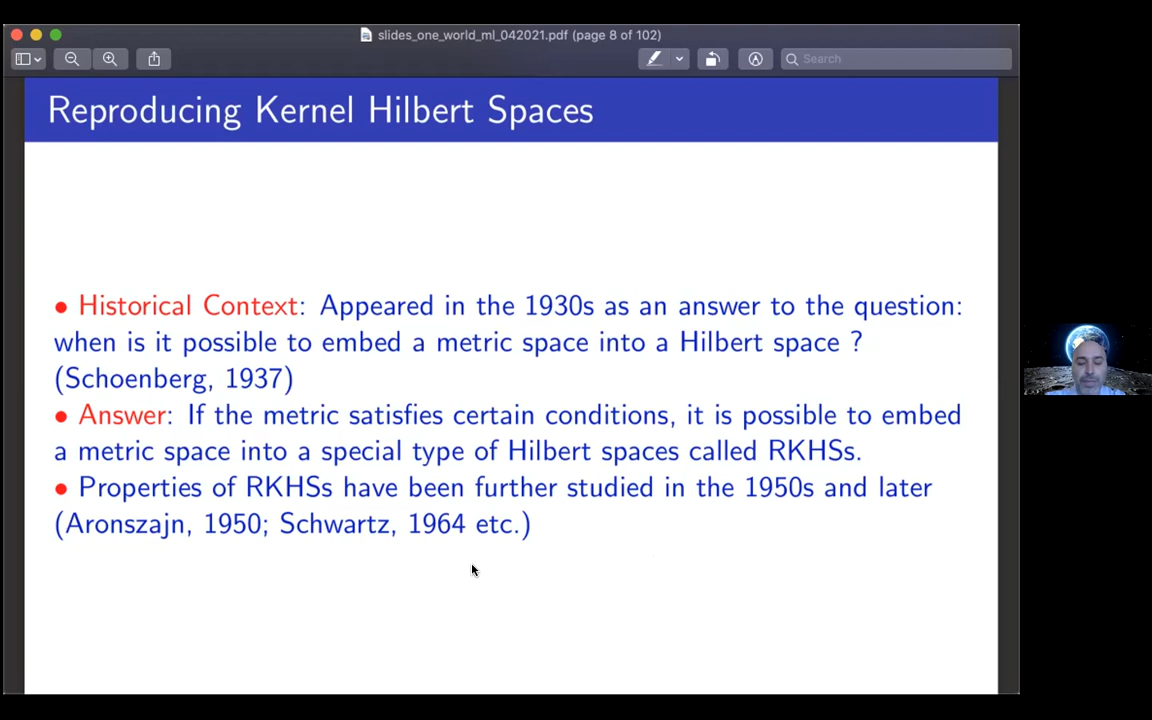 slides_one_world_ml_042021.pdf (page 8 of 102)
Search
Reproducing Kernel Hilbert Spaces
• Historical Context: Appeared in the 1930s as an answer to the question:
when is it possible to embed a metric space into a Hilbert space ?
(Schoenberg, 1937)
• Answer: If the metric satisfies certain conditions, it is possible to embed
a metric space into a special type of Hilbert spaces called RKHSs.
• Properties of RKHSs have been further studied in the 1950s and later
(Aronszajn, 1950; Schwartz, 1964 etc.)